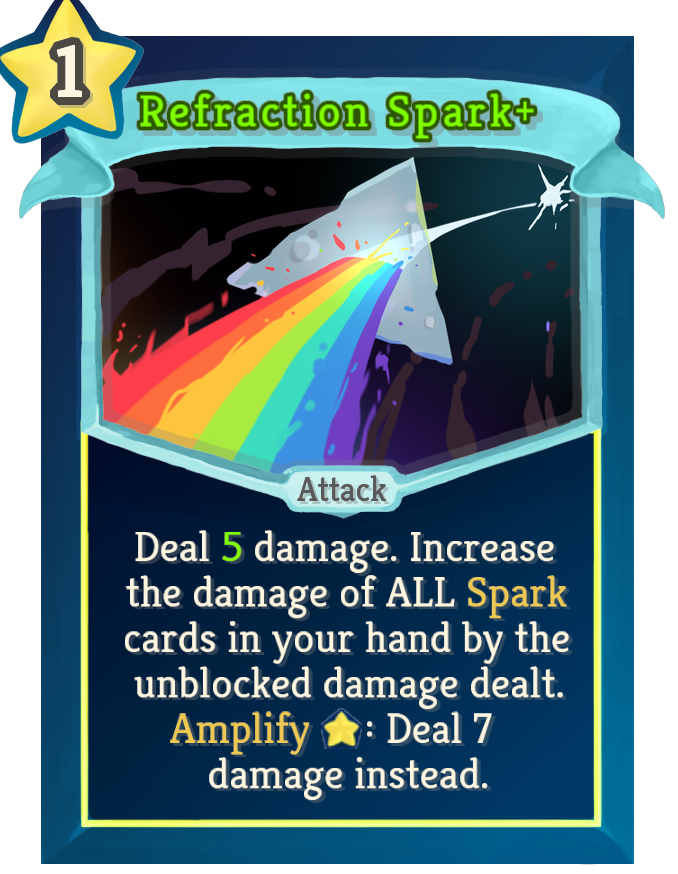 1
Refraction Spark+
Attack
Deal 5 damage. Increase
the damage of ALL Spark
cards in your hand by the
unblocked damage dealt.
Amplify : Deal 7
damage instead.